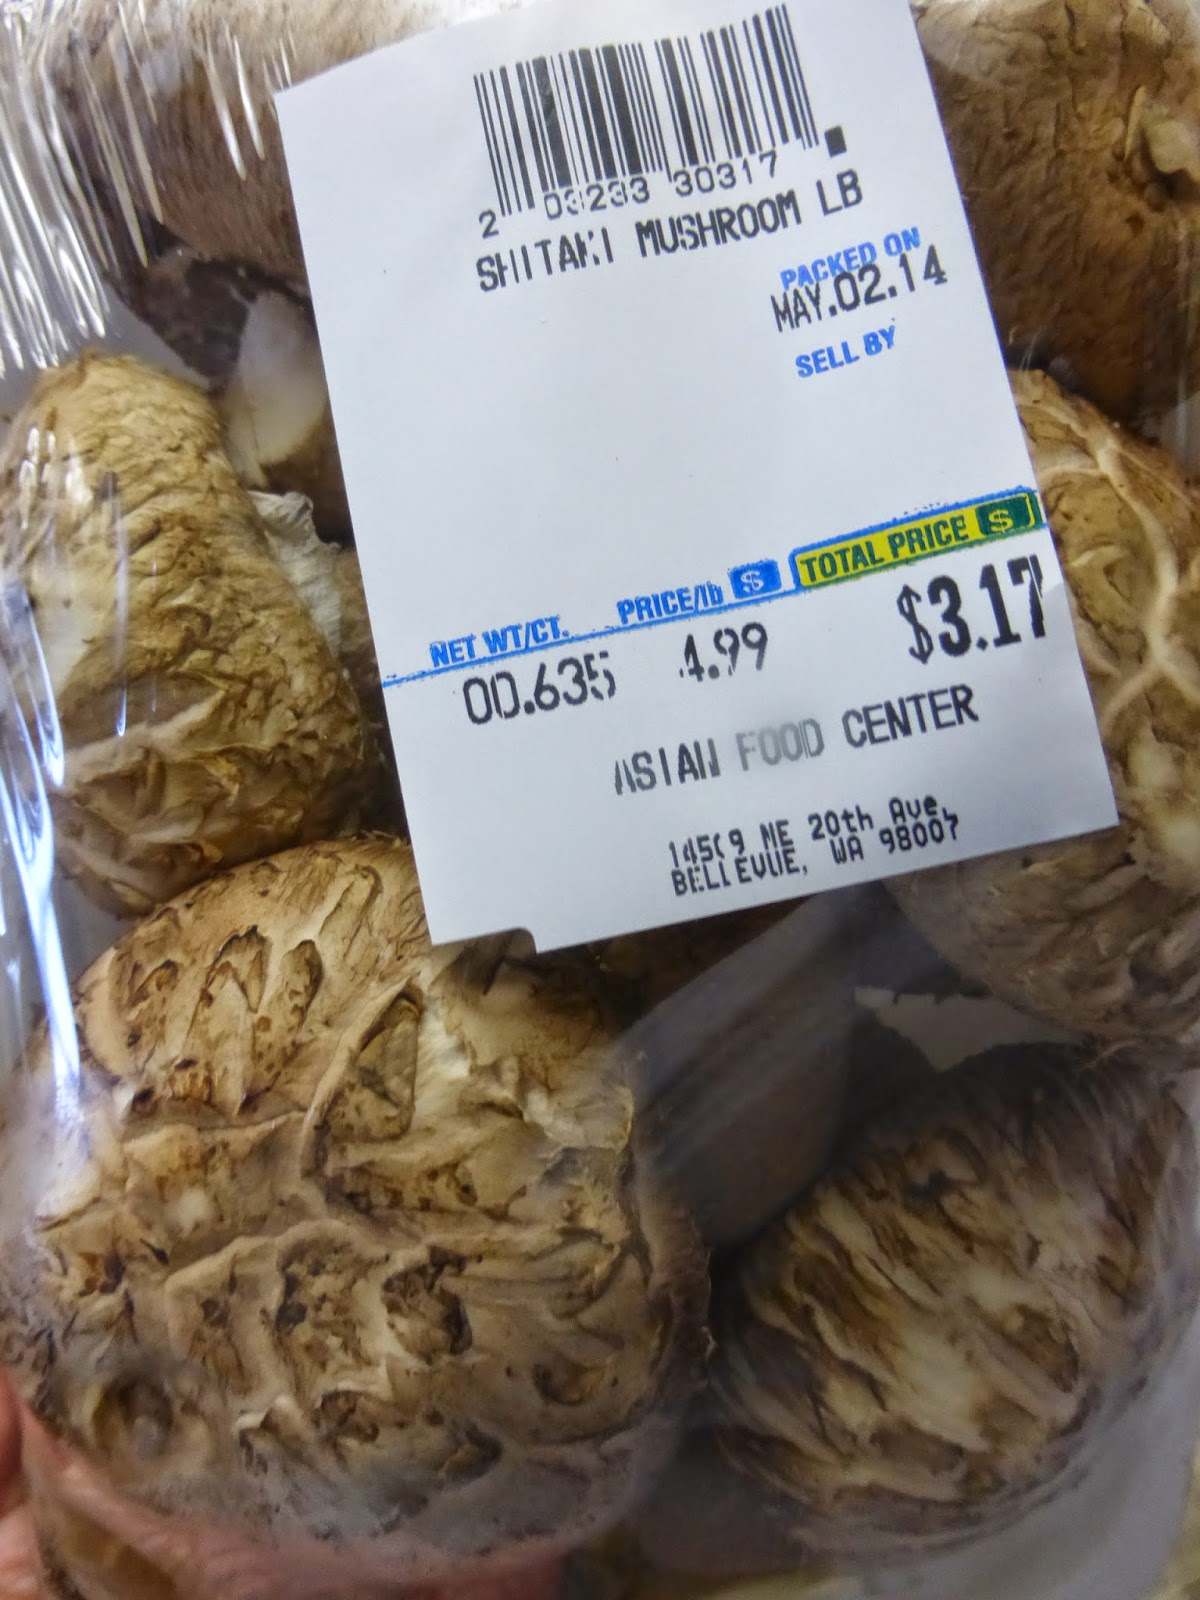 2 03233 30317
SHITAKI MUSHROOM LB
PACKED ON
MAY.02.14
SELL BY
NET WT/CT. PRICE/lb $ TOTAL PRICE $
00.635 4.99 $3.17
ASIAN FOOD CENTER
NE 20th Ave,
BELLEVUE, WA 98007